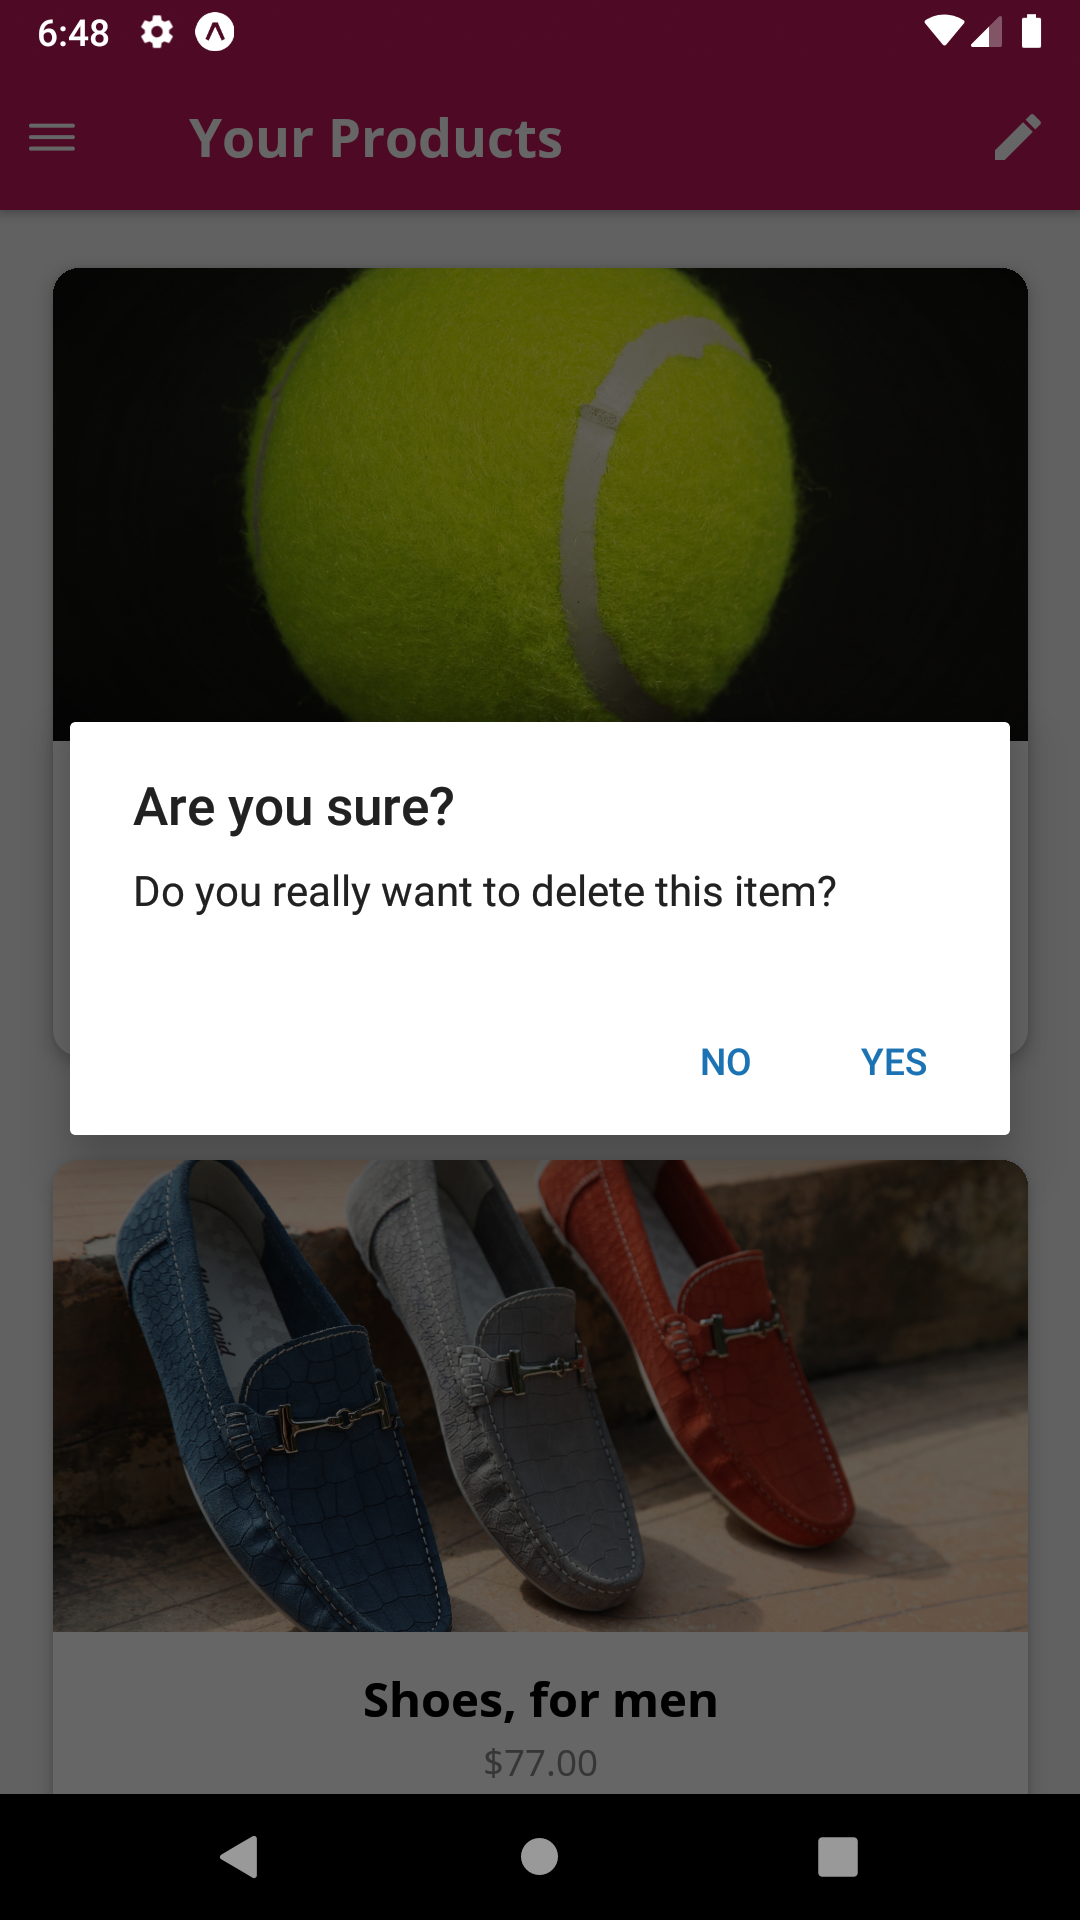 6:48
Your Products
Are you sure?
Do you really want to delete this item?
NO YES
Shoes, for men
$77.00